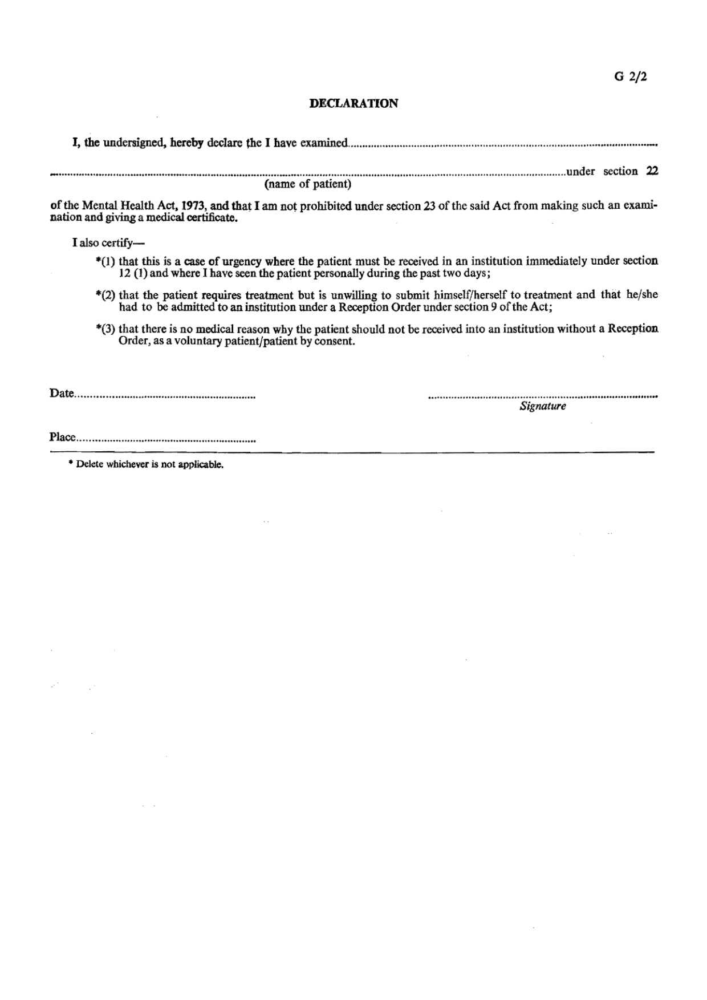 G 2/2
DECLARATION
I, the undersigned, hereby declare the I have examined................................................................
................................................................under section 22
(name of patient)
of the Mental Health Act, 1973, and that I am not prohibited under section 23 of the said Act from making such an exami-
nation and giving a medical certificate.
I also certify—
*(1) that this is a case of urgency where the patient must be received in an institution immediately under section
12 (1) and where I have seen the patient personally during the past two days;
*(2) that the patient requires treatment but is unwilling to submit himself/herself to treatment and that he/she
had to be admitted to an institution under a Reception Order under section 9 of the Act;
*(3) that there is no medical reason why the patient should not be received into an institution without a Reception
Order, as a voluntary patient/patient by consent.
Date................................................................ ................................................................
Signature
Place................................................................
* Delete whichever is not applicable.